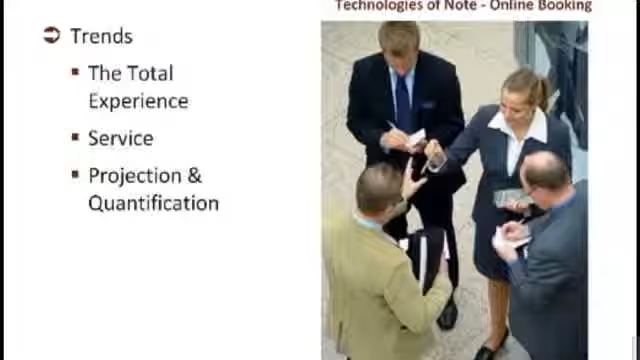 Technologies of Note - Online Booking
Trends
The Total
Experience
Service
Projection &
Quantification